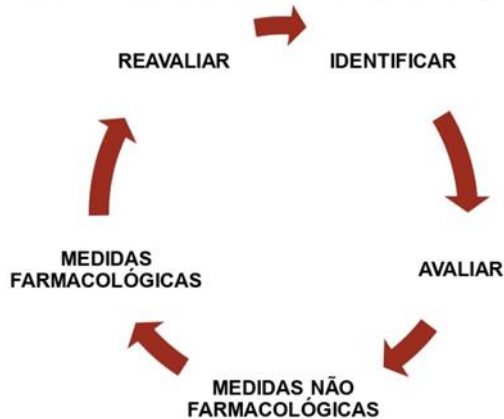 REAVALIAR
IDENTIFICAR
AVALIAR
MEDIDAS NÃO
FARMACOLÓGICAS
MEDIDAS
FARMACOLÓGICAS